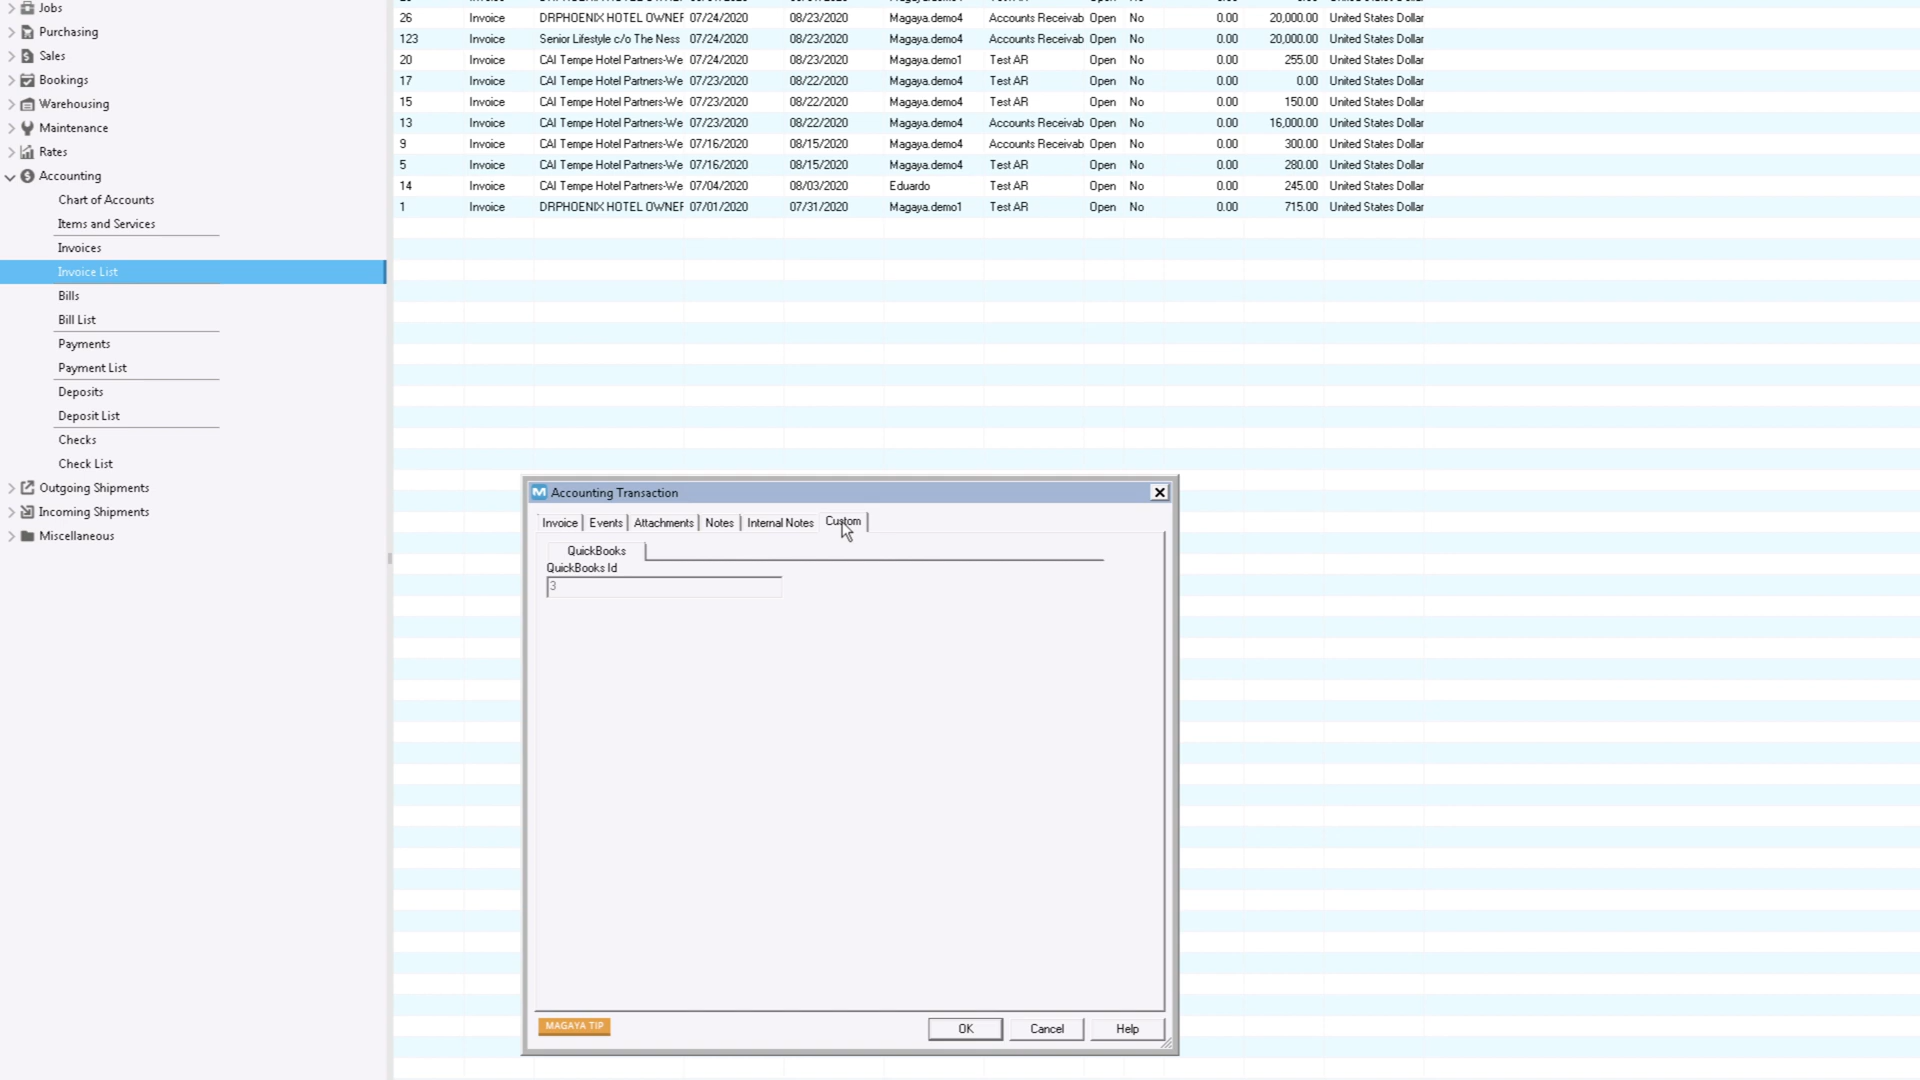 Jobs
Purchasing
Sales
Bookings
Warehousing
Maintenance
Rates
Accounting
Chart of Accounts
Items and Services
Invoices
Invoice List
Bills
Bill List
Payments
Payment List
Deposits
Deposit List
Checks
Check List
Outgoing Shipments
Incoming Shipments
Miscellaneous
26 Invoice DRPHOENIX HOTEL OWNER 07/24/2020 08/23/2020 Magaya.demo4 Accounts Receivab Open No 0.00 20,000.00 United States Dollar
123 Invoice Senior Lifestyle c/o The Ness 07/24/2020 08/23/2020 Magaya.demo4 Accounts Receivab Open No 0.00 20,000.00 United States Dollar
20 Invoice CAI Tempe Hotel Partners-We 07/24/2020 08/23/2020 Magaya.demo1 Test AR Open No 0.00 255.00 United States Dollar
17 Invoice CAI Tempe Hotel Partners-We 07/23/2020 08/22/2020 Magaya.demo4 Test AR Open No 0.00 0.00 United States Dollar
15 Invoice CAI Tempe Hotel Partners-We 07/23/2020 08/22/2020 Magaya.demo4 Test AR Open No 0.00 150.00 United States Dollar
13 Invoice CAI Tempe Hotel Partners-We 07/23/2020 08/22/2020 Magaya.demo4 Accounts Receivab Open No 0.00 16,000.00 United States Dollar
9 Invoice CAI Tempe Hotel Partners-We 07/16/2020 08/15/2020 Magaya.demo4 Accounts Receivab Open No 0.00 300.00 United States Dollar
5 Invoice CAI Tempe Hotel Partners-We 07/16/2020 08/15/2020 Magaya.demo4 Test AR Open No 0.00 280.00 United States Dollar
14 Invoice CAI Tempe Hotel Partners-We 07/04/2020 08/03/2020 Eduardo Test AR Open No 0.00 245.00 United States Dollar
1 Invoice DRPHOENIX HOTEL OWNER 07/01/2020 07/31/2020 Magaya.demo1 Test AR Open No 0.00 715.00 United States Dollar
M Accounting Transaction
Invoice Events Attachments Notes Internal Notes Custom
QuickBooks
QuickBooks Id
3
MAGAYA TIP OK Cancel Help